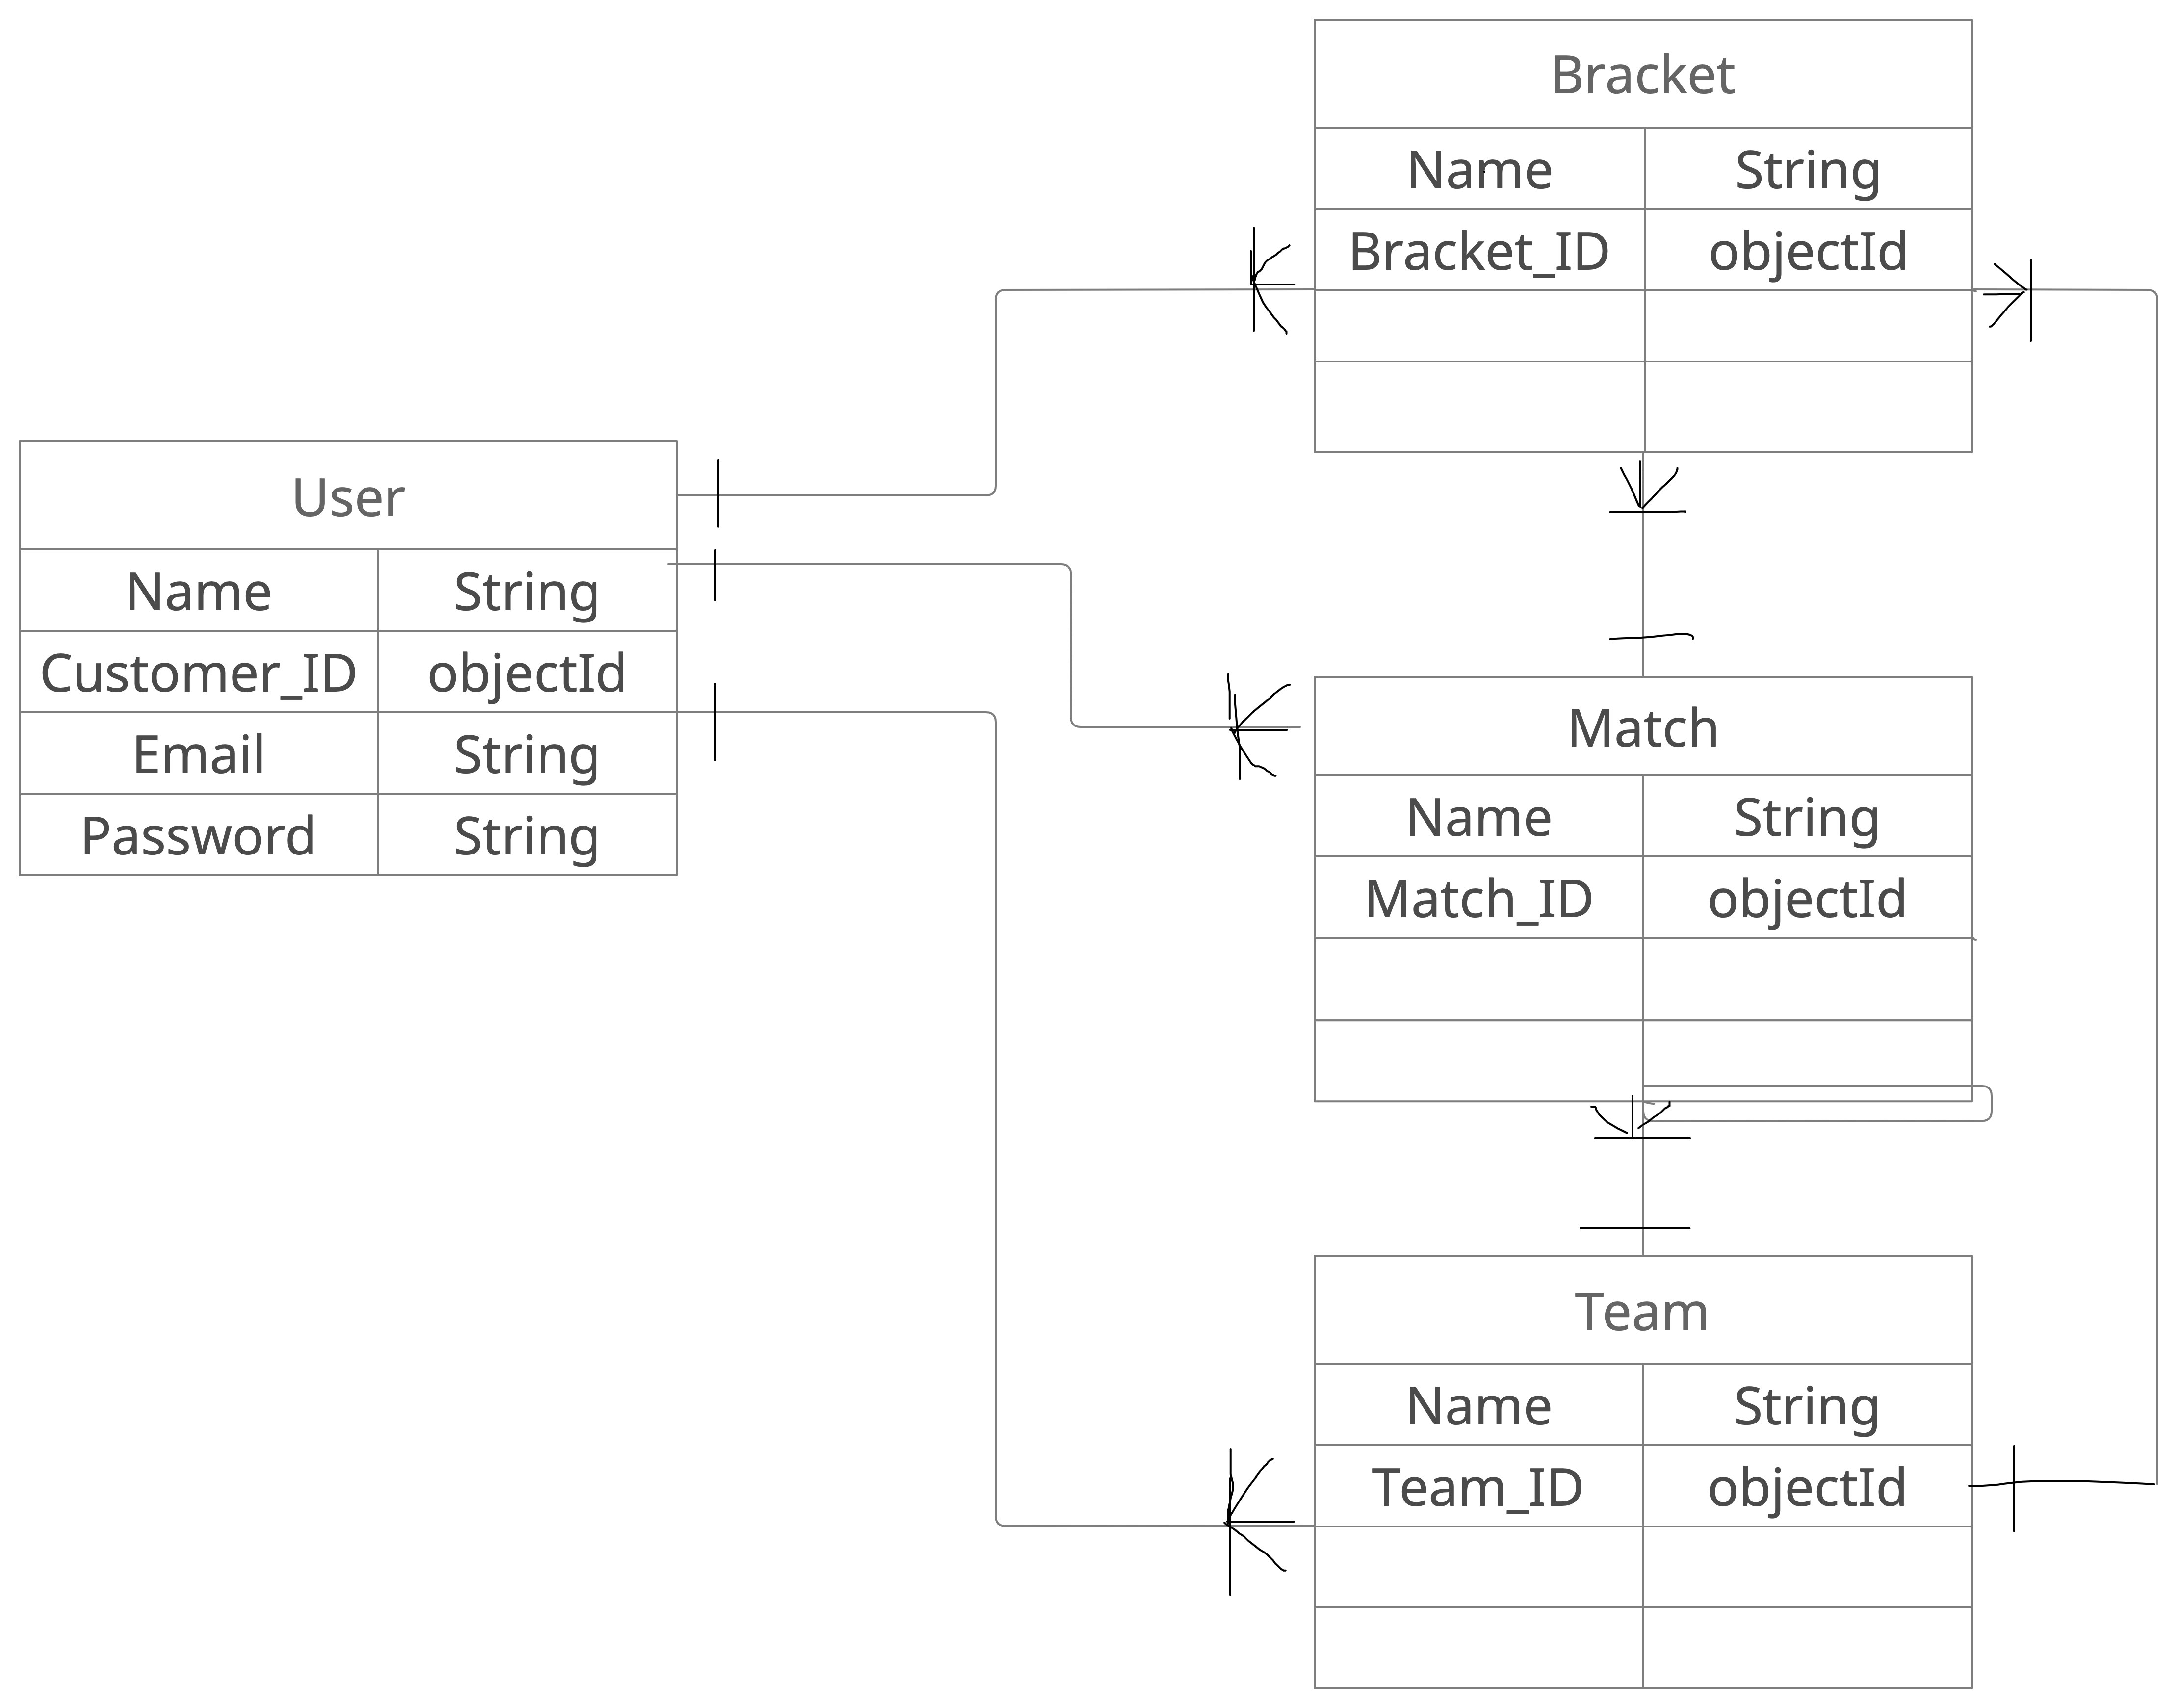 Bracket
Name String
Bracket_ID objectId
User
Name String
Customer_ID objectId
Email String
Password String
Match
Name String
Match_ID objectId
Team
Name String
Team_ID objectId